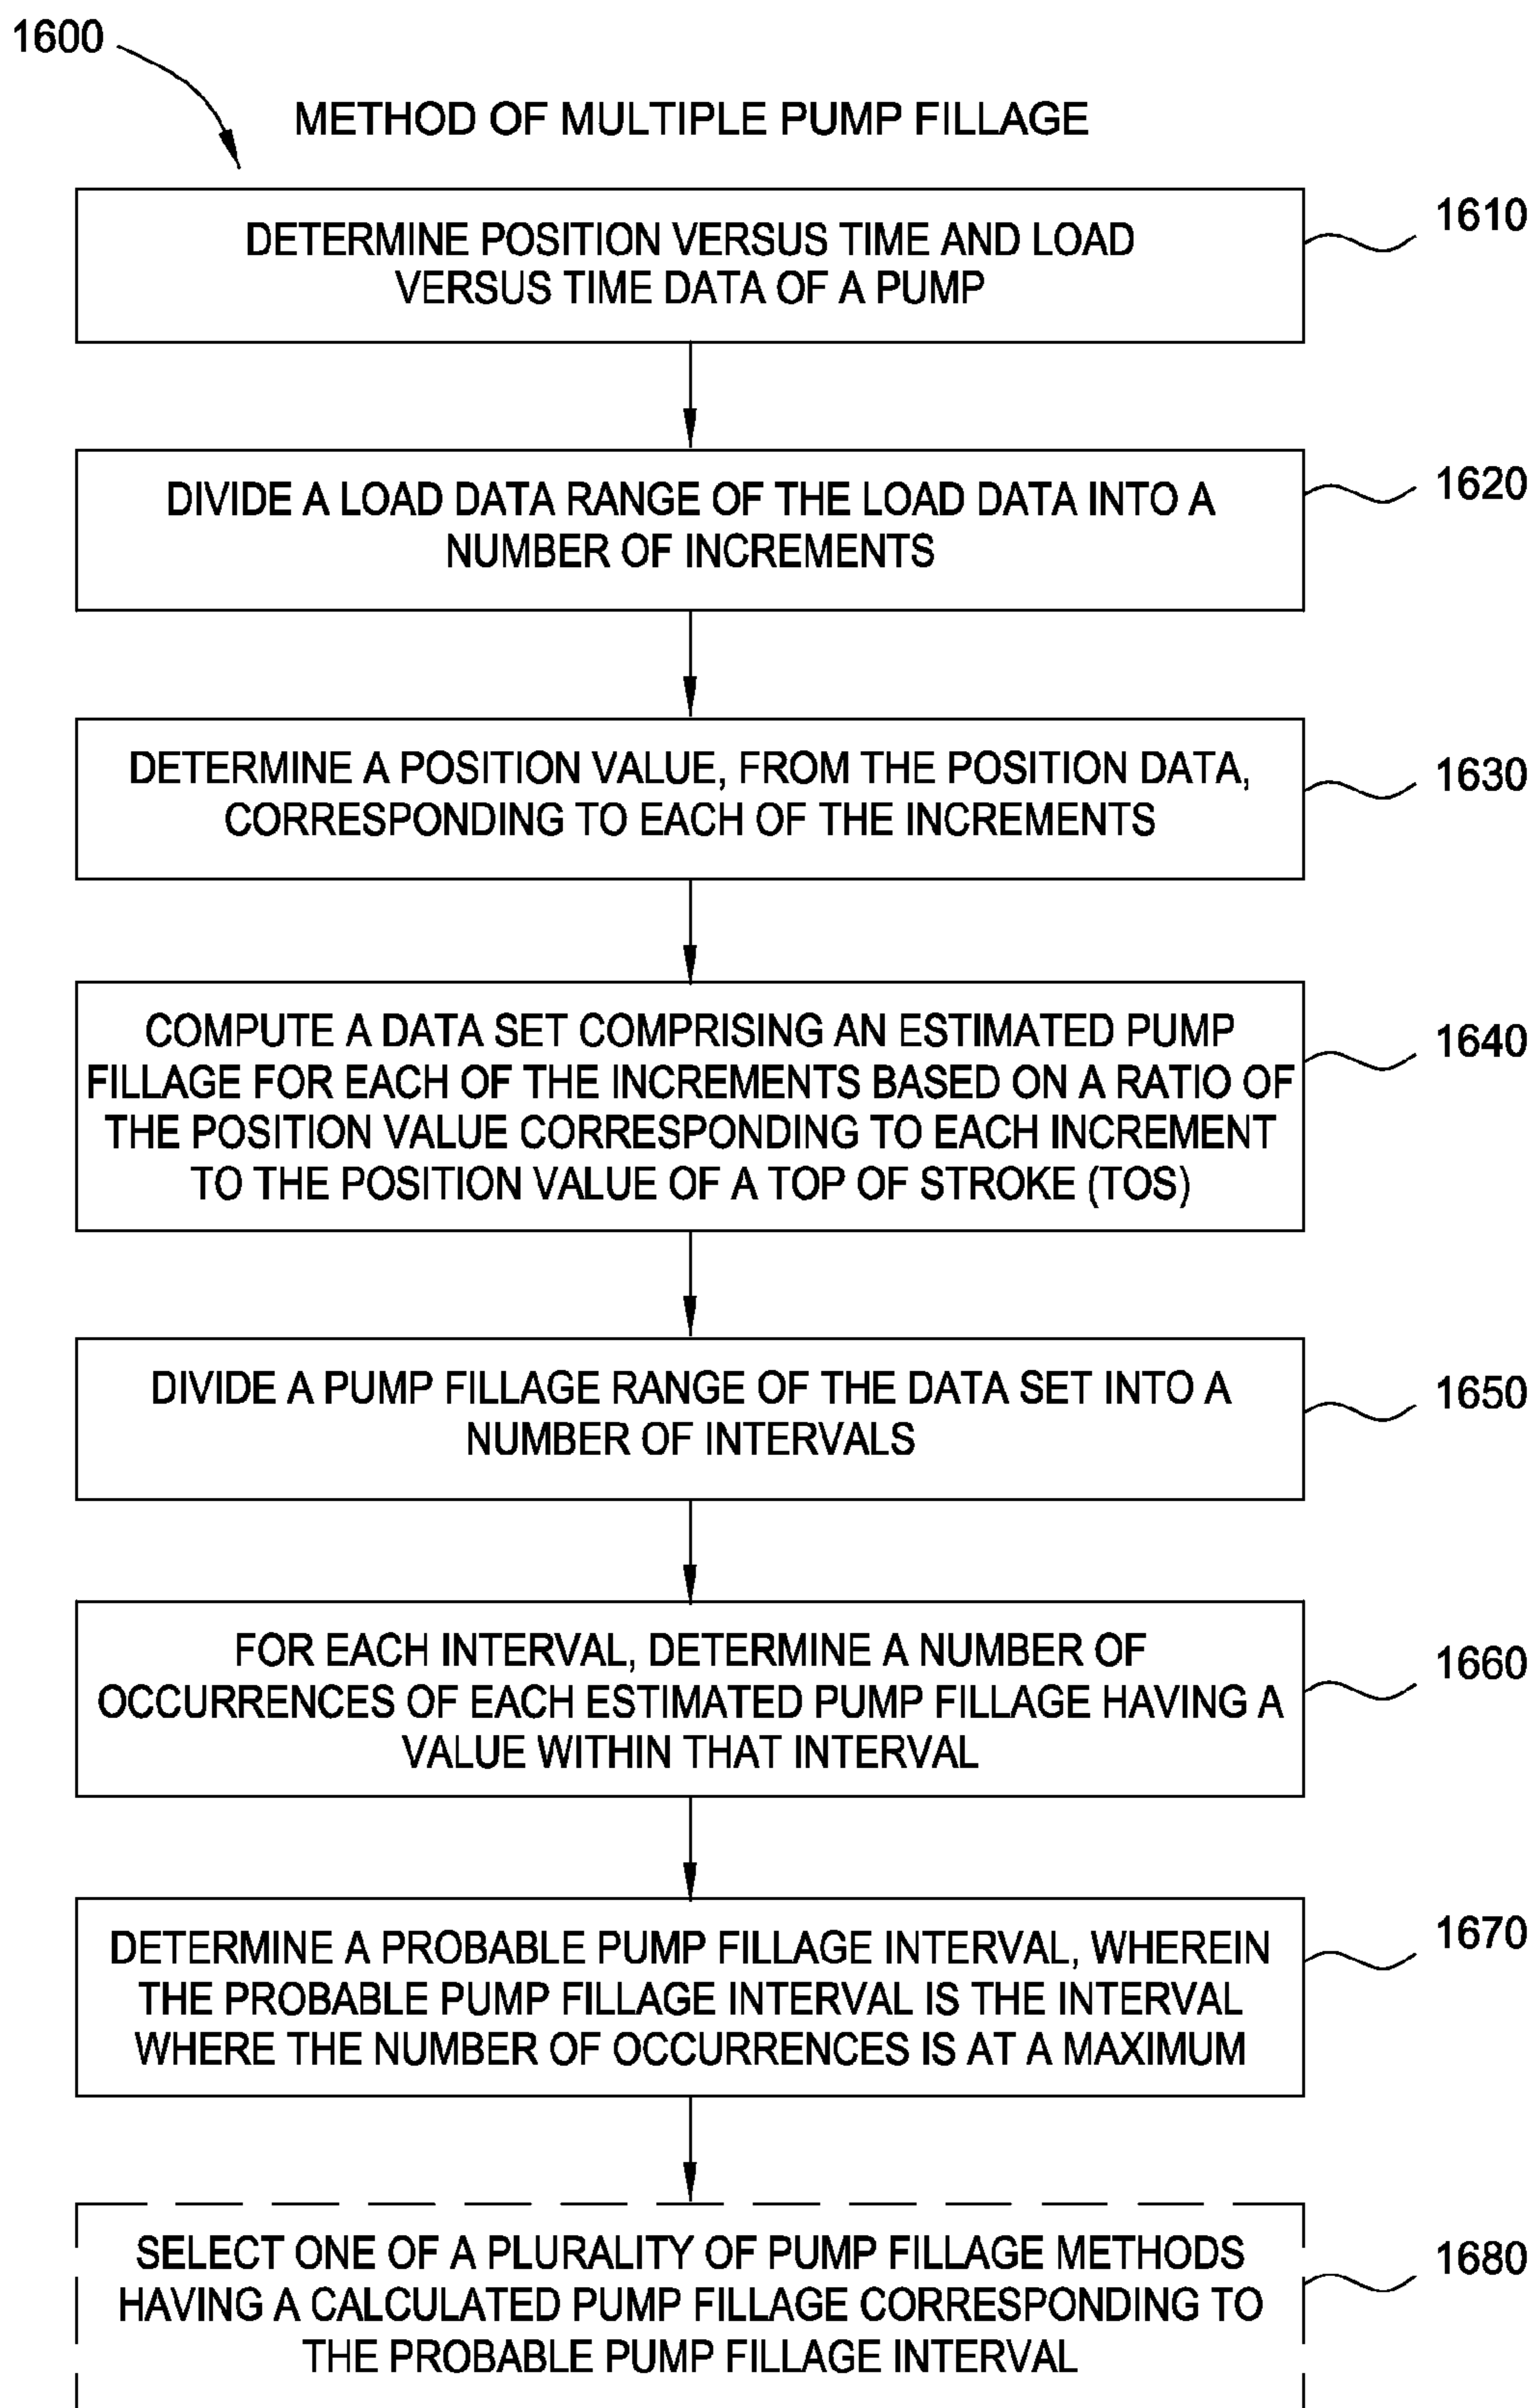 1600
METHOD OF MULTIPLE PUMP FILLAGE
DETERMINE POSITION VERSUS TIME AND LOAD
VERSUS TIME DATA OF A PUMP
1610
DIVIDE A LOAD DATA RANGE OF THE LOAD DATA INTO A
NUMBER OF INCREMENTS
1620
DETERMINE A POSITION VALUE, FROM THE POSITION DATA,
CORRESPONDING TO EACH OF THE INCREMENTS
1630
COMPUTE A DATA SET COMPRISING AN ESTIMATED PUMP
FILLAGE FOR EACH OF THE INCREMENTS BASED ON A RATIO OF
THE POSITION VALUE CORRESPONDING TO EACH INCREMENT
TO THE POSITION VALUE OF A TOP OF STROKE (TOS)
1640
DIVIDE A PUMP FILLAGE RANGE OF THE DATA SET INTO A
NUMBER OF INTERVALS
1650
FOR EACH INTERVAL, DETERMINE A NUMBER OF
OCCURRENCES OF EACH ESTIMATED PUMP FILLAGE HAVING A
VALUE WITHIN THAT INTERVAL
1660
DETERMINE A PROBABLE PUMP FILLAGE INTERVAL, WHEREIN
THE PROBABLE PUMP FILLAGE INTERVAL IS THE INTERVAL
WHERE THE NUMBER OF OCCURRENCES IS AT A MAXIMUM
1670
SELECT ONE OF A PLURALITY OF PUMP FILLAGE METHODS
HAVING A CALCULATED PUMP FILLAGE CORRESPONDING TO
THE PROBABLE PUMP FILLAGE INTERVAL
1680